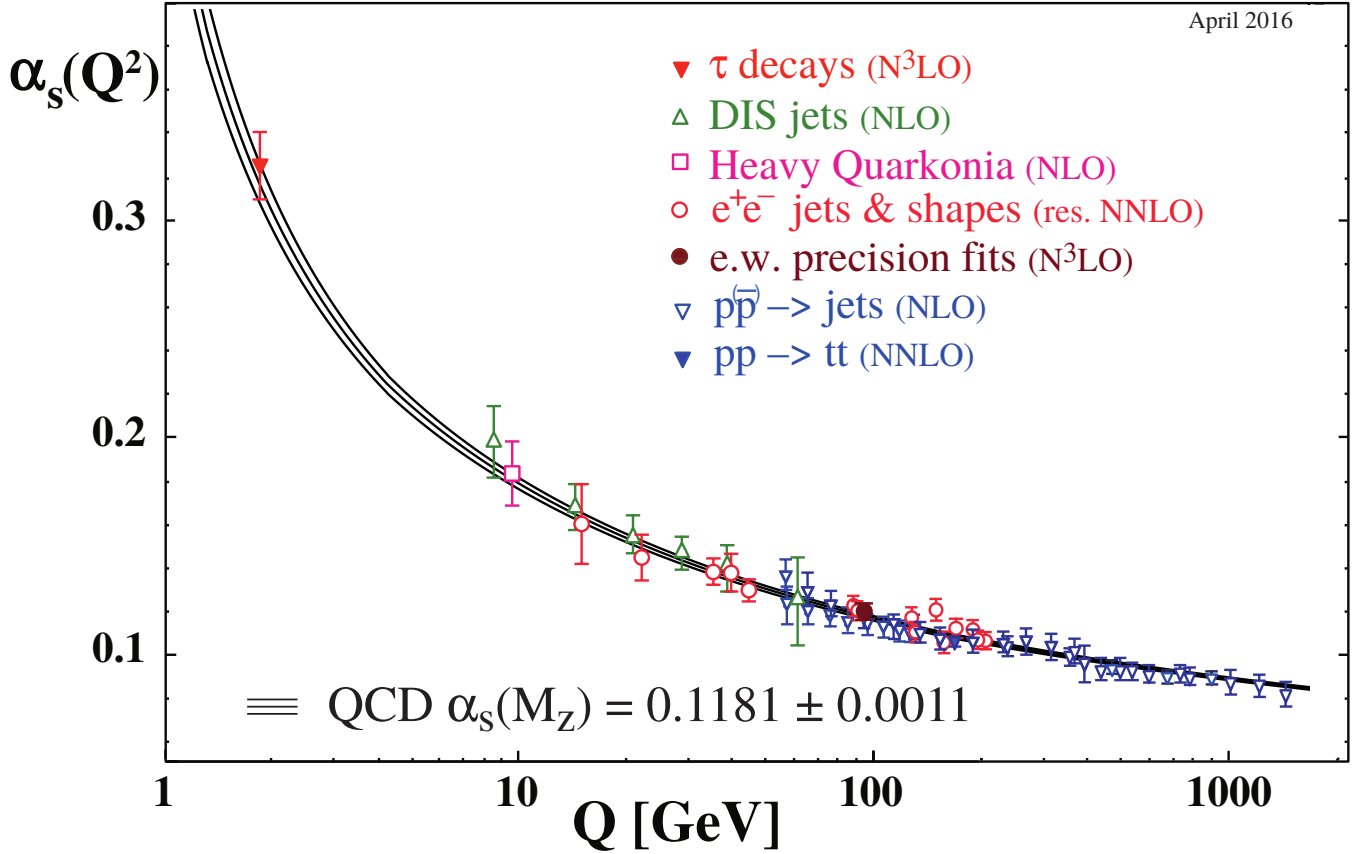 April 2016
αₛ(Q²)
τ decays (N³LO)
DIS jets (NLO)
Heavy Quarkonia (NLO)
e⁺e⁻ jets & shapes (res. NNLO)
e.w. precision fits (N³LO)
p(p̅) –> jets (NLO)
pp –> tt (NNLO)
0.3
0.2
0.1
QCD αₛ(M_Z) = 0.1181 ± 0.0011
1 10 100 1000
Q [GeV]